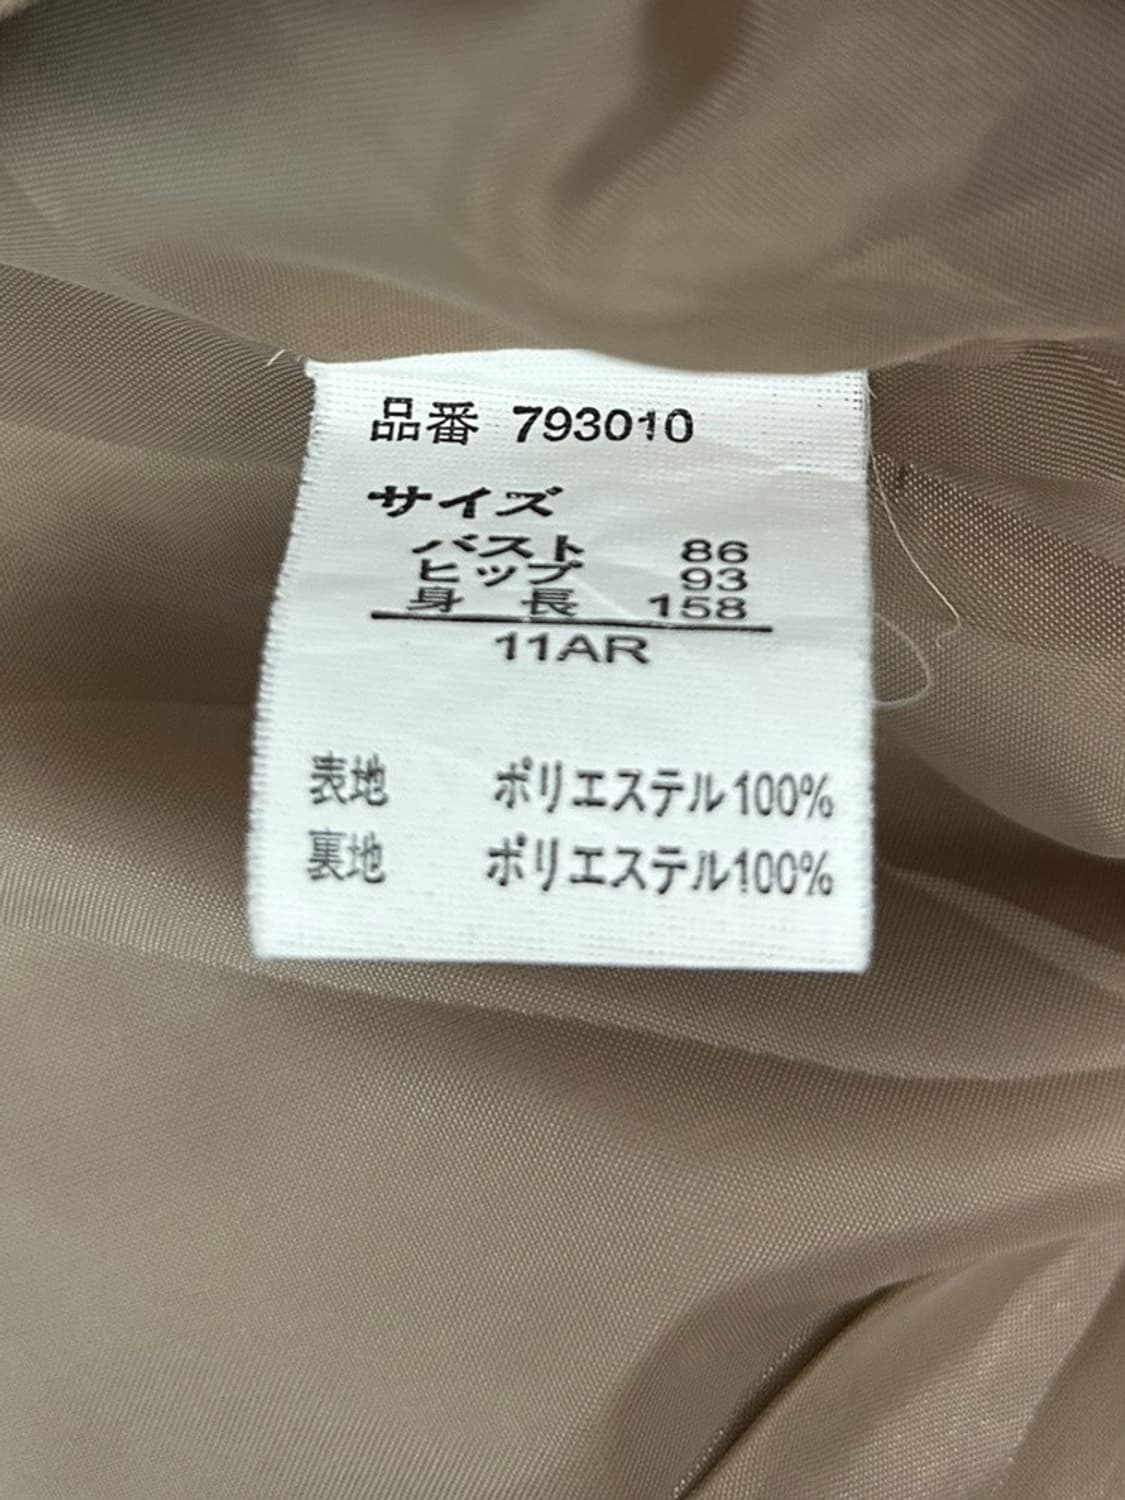 品番 793010
サイズ
バスト 86
ヒップ 93
身 長 158
11AR
表地 ポリエステル100%
裏地 ポリエステル100%